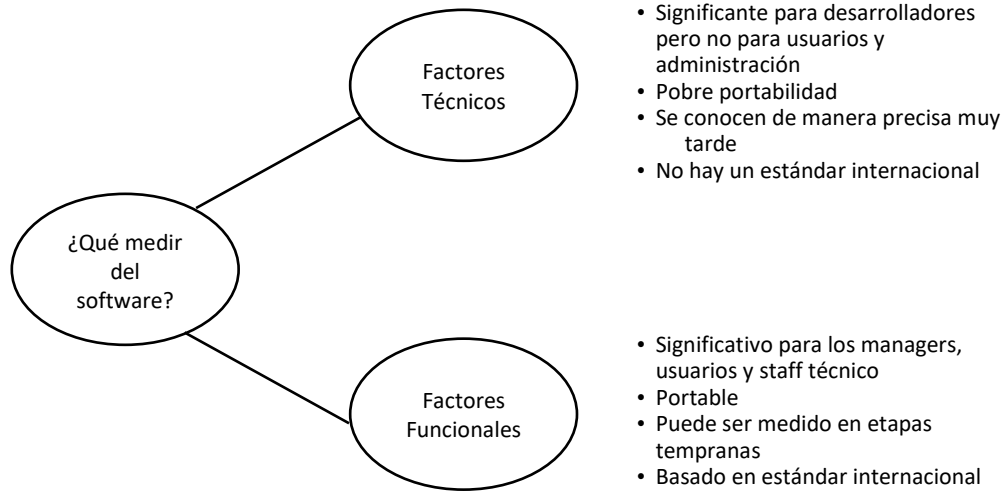 Factores
Técnicos
• Significante para desarrolladores
pero no para usuarios y
administración
• Pobre portabilidad
• Se conocen de manera precisa muy
tarde
• No hay un estándar internacional
¿Qué medir
del
software?
Factores
Funcionales
• Significativo para los managers,
usuarios y staff técnico
• Portable
• Puede ser medido en etapas
tempranas
• Basado en estándar internacional